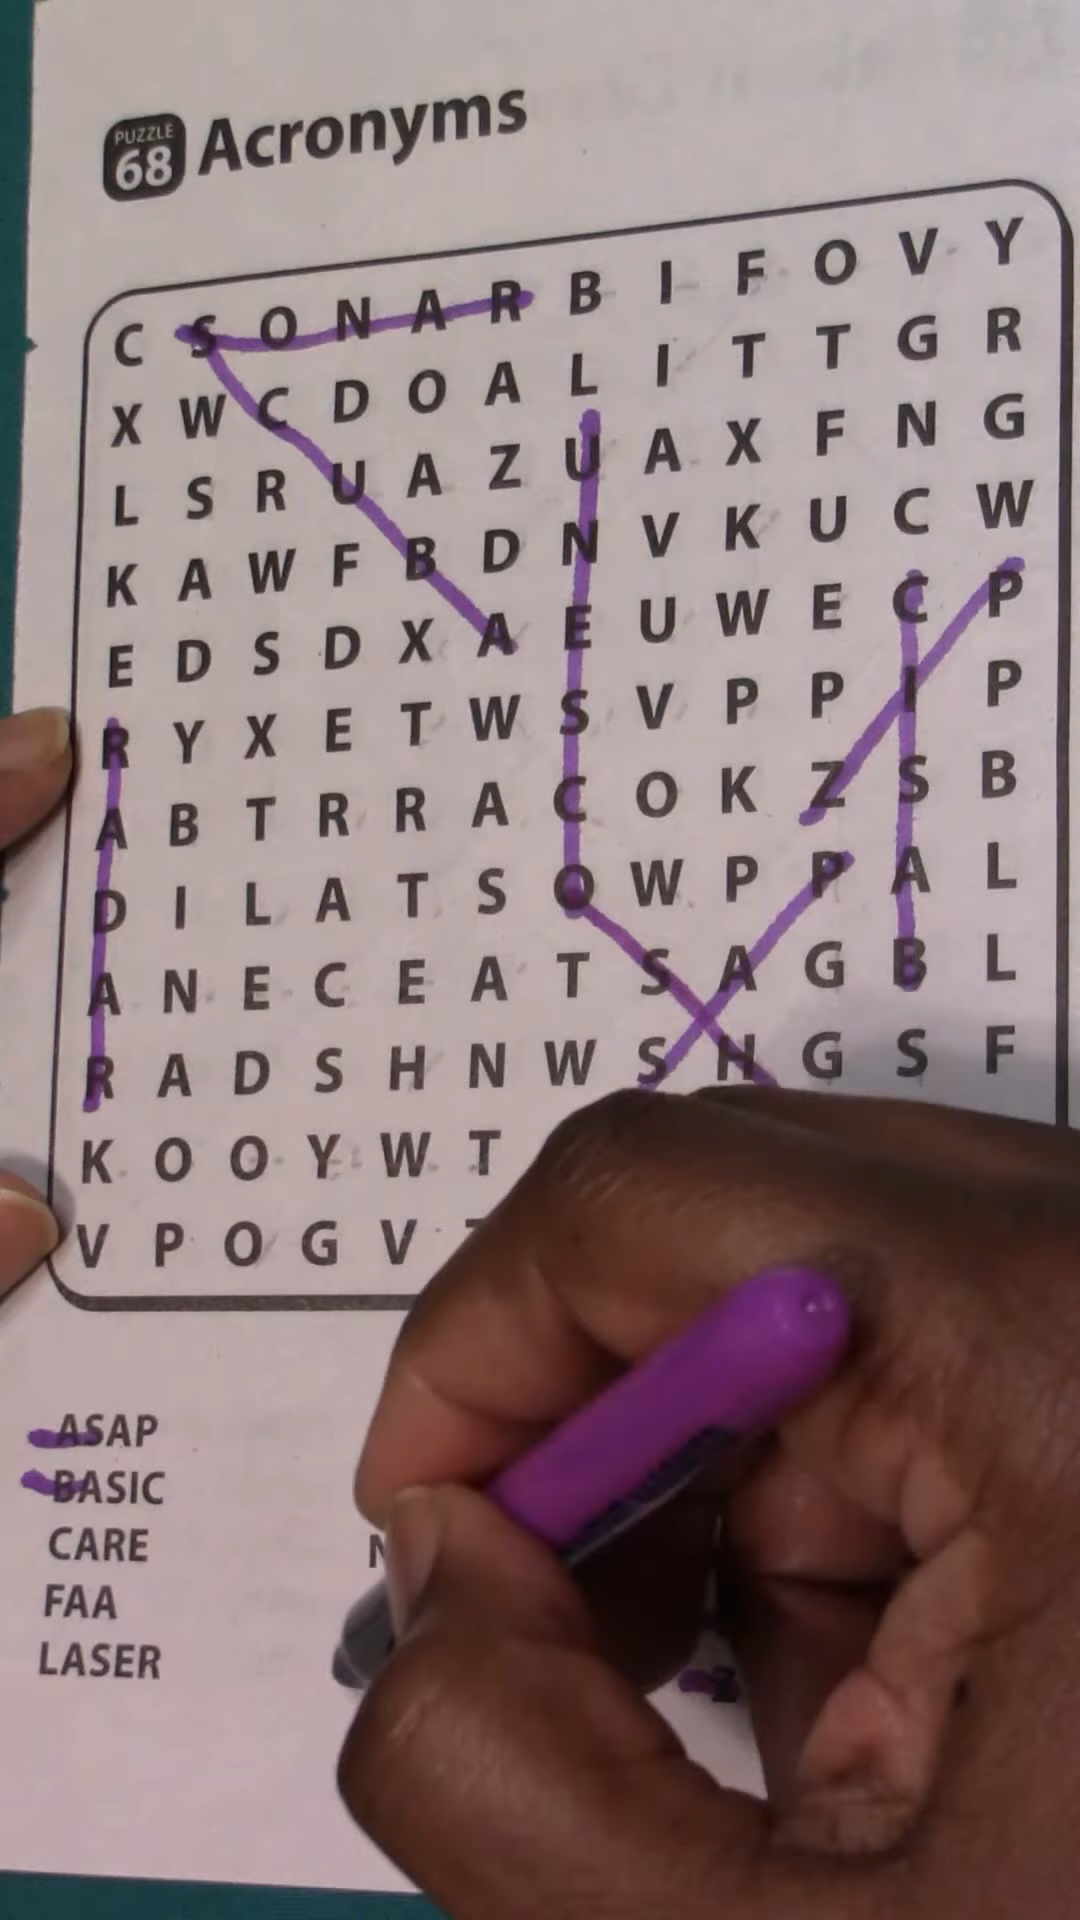 PUZZLE
68
Acronyms
C S O N A R B I F O V Y
X W C D O A L I T T G R
L S R U A Z U A X F N G
K A W F B D N V K U C W
E D S D X A E U W E C P
R Y X E T W S V P P I P
A B T R R A C O K Z S B
D I L A T S O W P P A L
A N E C E A T S A G B L
R A D S H N W S H G S F
K O O Y W T
V P O G V
ASAP
BASIC
CARE
N
FAA
LASER
Z